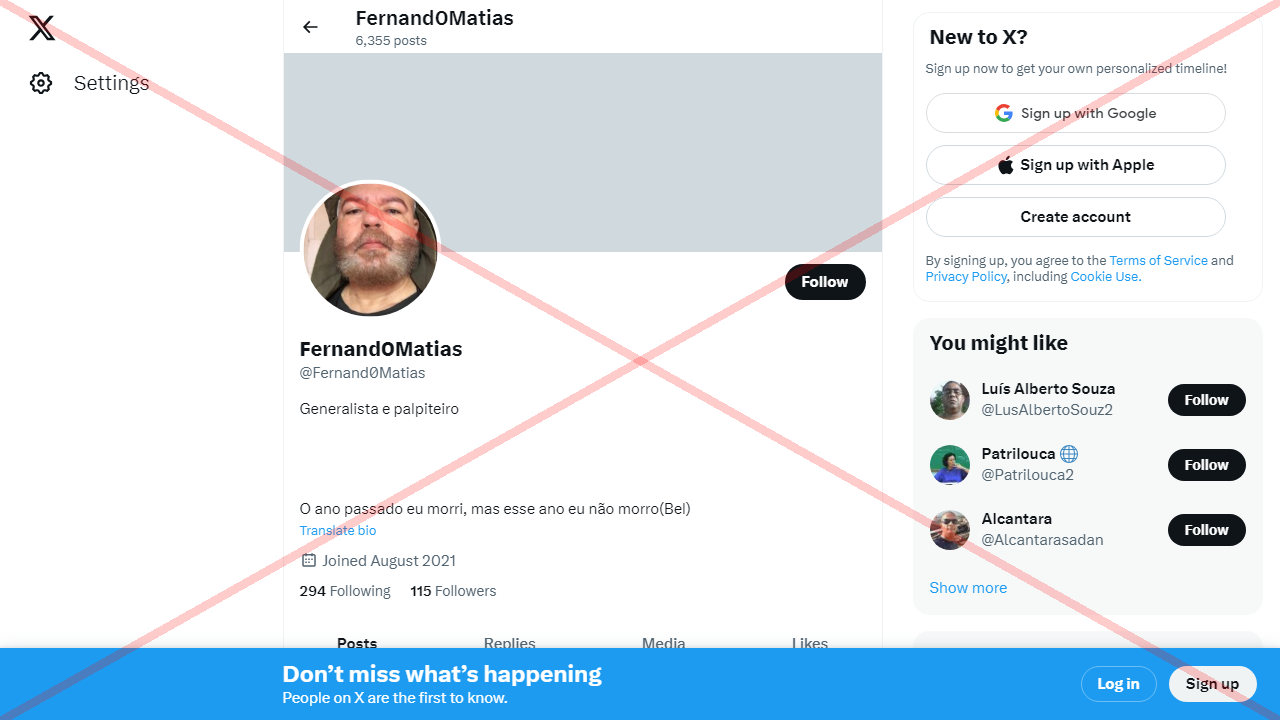 Settings
Fernand0Matias
6,355 posts
Follow
Fernand0Matias
@Fernand0Matias
Generalista e palpiteiro
O ano passado eu morri, mas esse ano eu não morro(Bel)
Translate bio
Joined August 2021
294 Following 115 Followers
Posts Replies Media Likes
New to X?
Sign up now to get your own personalized timeline!
Sign up with Google
Sign up with Apple
Create account
By signing up, you agree to the Terms of Service and
Privacy Policy, including Cookie Use.
You might like
Luís Alberto Souza
@LusAlbertoSouz2
Follow
Patrilouca
@Patrilouca2
Follow
Alcantara
@Alcantarasadan
Follow
Show more
Don’t miss what’s happening
People on X are the first to know.
Log in
Sign up